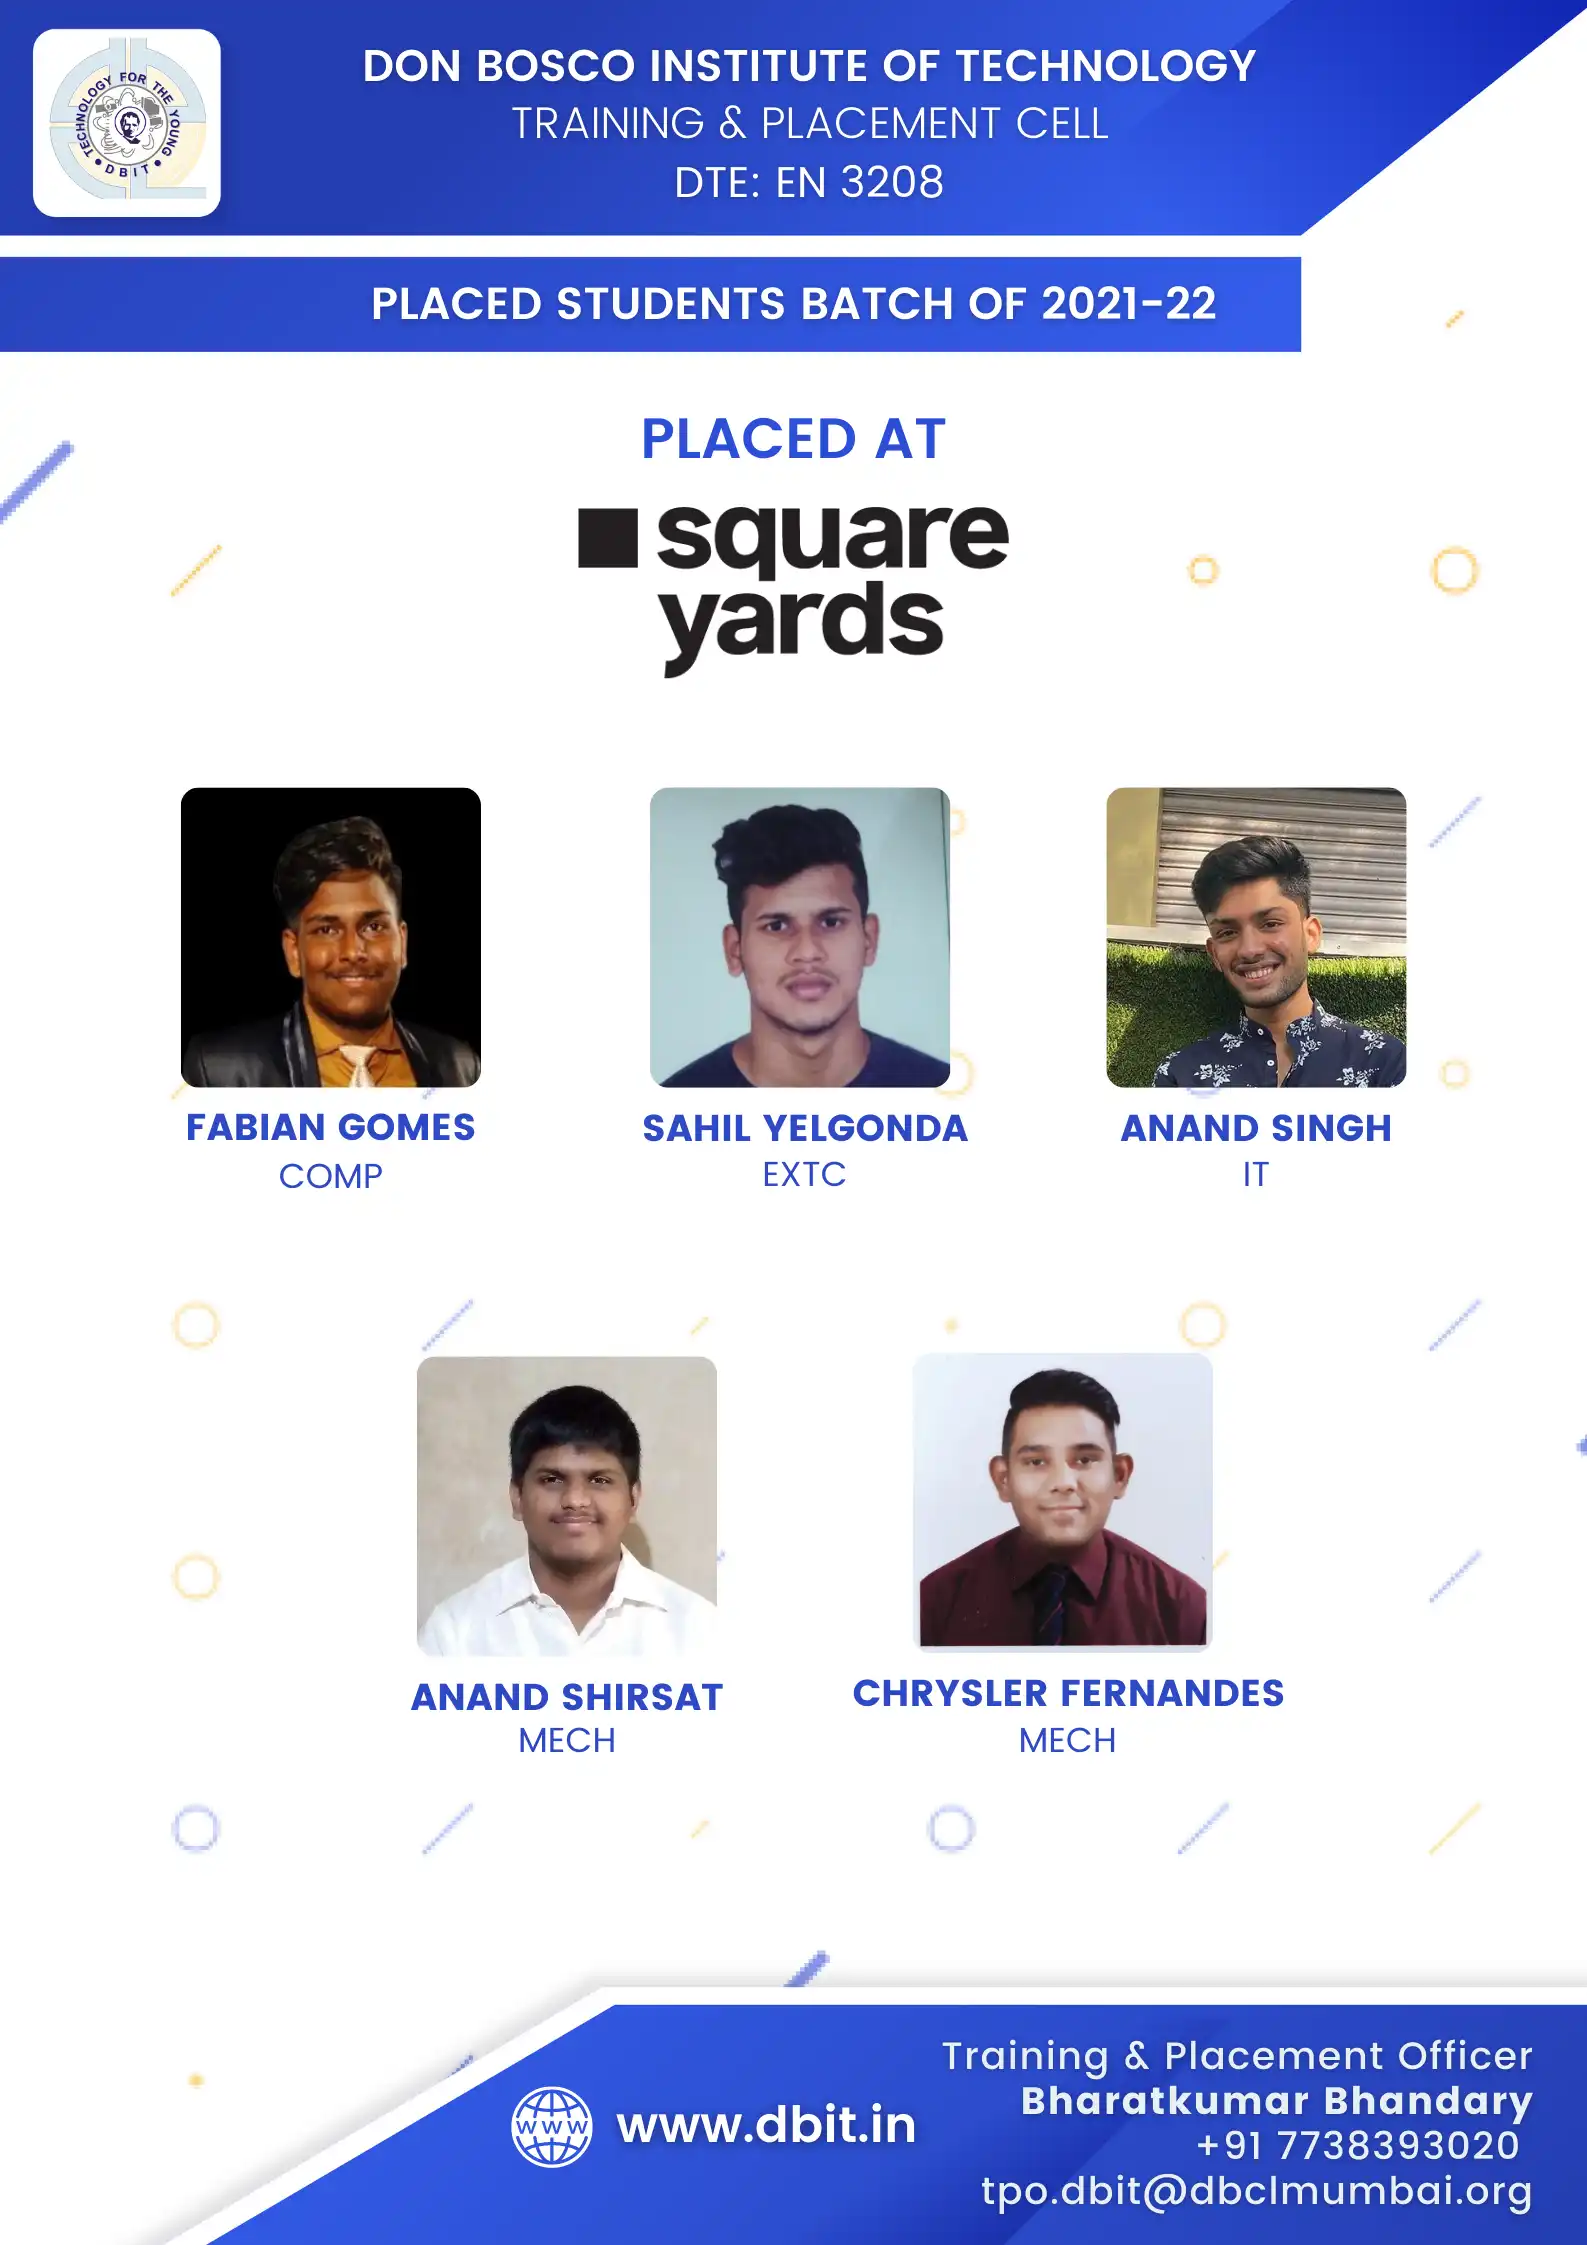 TECHNOLOGY FOR THE YOUNG
DBIT
DON BOSCO INSTITUTE OF TECHNOLOGY
TRAINING & PLACEMENT CELL
DTE: EN 3208
PLACED STUDENTS BATCH OF 2021-22
PLACED AT
square
yards
FABIAN GOMES
COMP
SAHIL YELGONDA
EXTC
ANAND SINGH
IT
ANAND SHIRSAT
MECH
CHRYSLER FERNANDES
MECH
WWW
www.dbit.in
Training & Placement Officer
Bharatkumar Bhandary
+91 7738393020
tpo.dbit@dbclmumbai.org